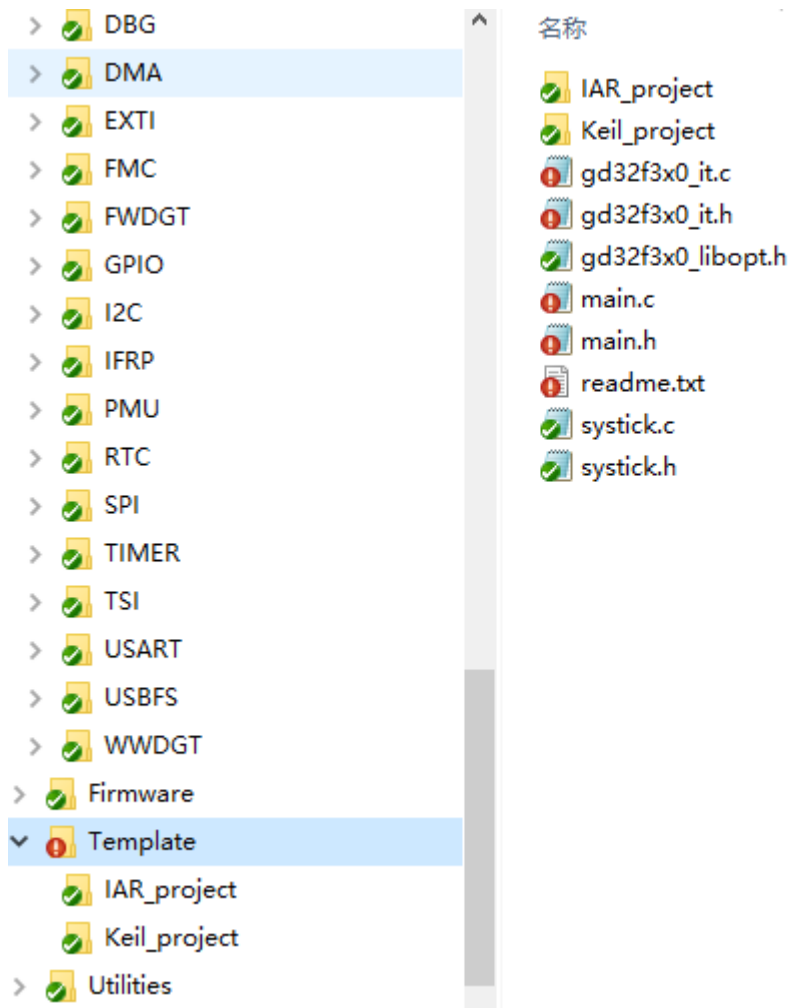 DBG
DMA
EXTI
FMC
FWDGT
GPIO
I2C
IFRP
PMU
RTC
SPI
TIMER
TSI
USART
USBFS
WWDGT
Firmware
Template
IAR_project
Keil_project
Utilities
名称
IAR_project
Keil_project
gd32f3x0_it.c
gd32f3x0_it.h
gd32f3x0_libopt.h
main.c
main.h
readme.txt
systick.c
systick.h